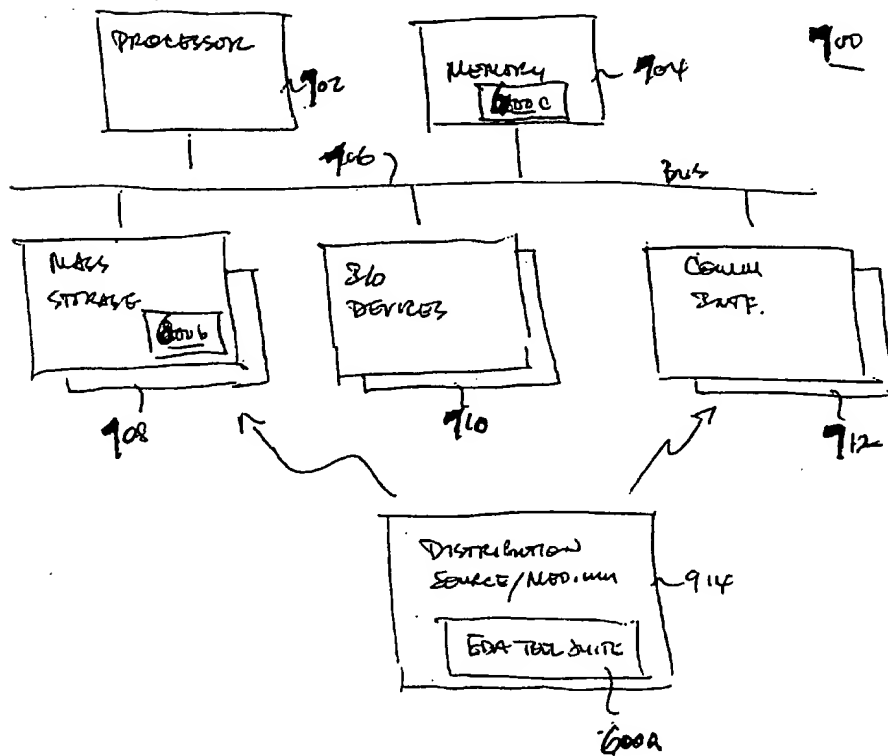 PROCESSOR
902
MEMORY
904
900
600c
906
BUS
MASS
STORAGE
600b
I/O
DEVICES
COMM
INTF.
908
910
912
DISTRIBUTION
SOURCE/MEDIUM
914
EDA TOOL SUITE
600a